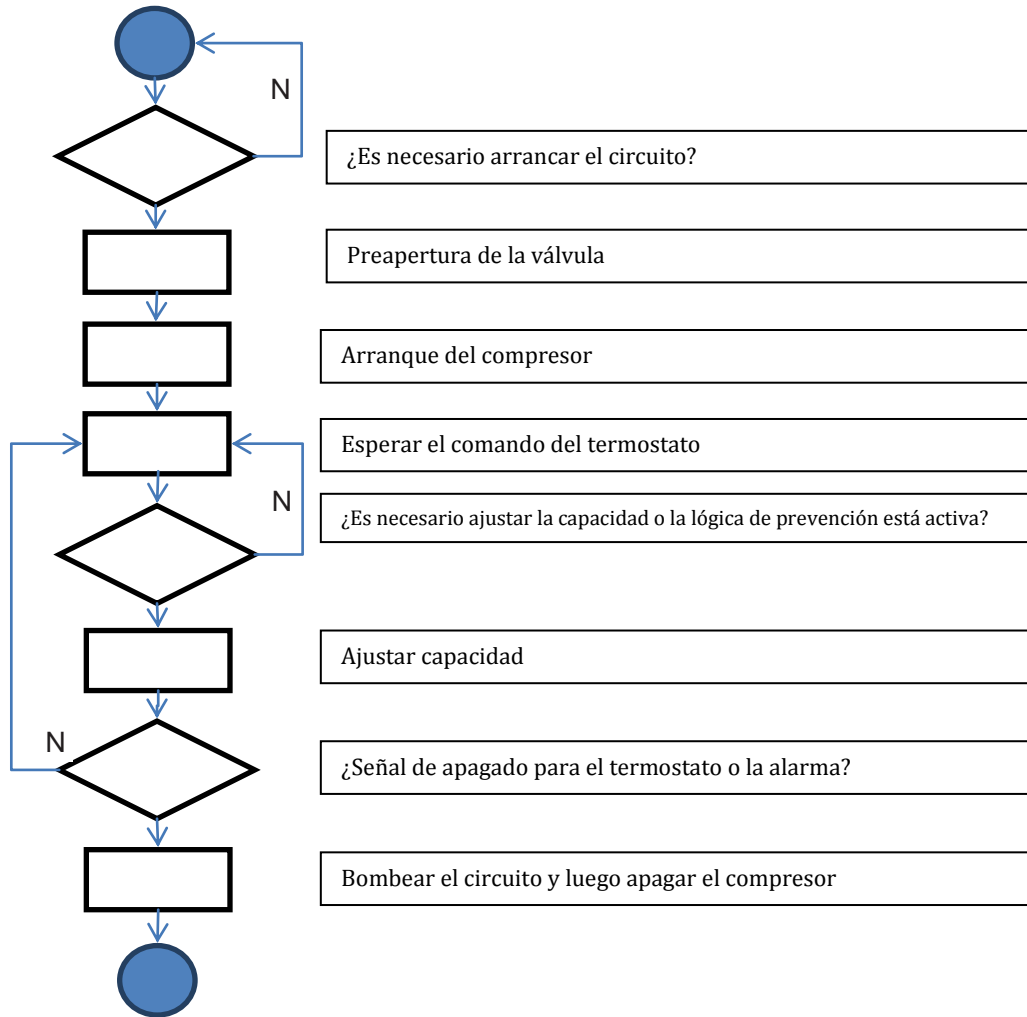 N
¿Es necesario arrancar el circuito?
Preapertura de la válvula
Arranque del compresor
Esperar el comando del termostato
N
¿Es necesario ajustar la capacidad o la lógica de prevención está activa?
Ajustar capacidad
N
¿Señal de apagado para el termostato o la alarma?
Bombear el circuito y luego apagar el compresor